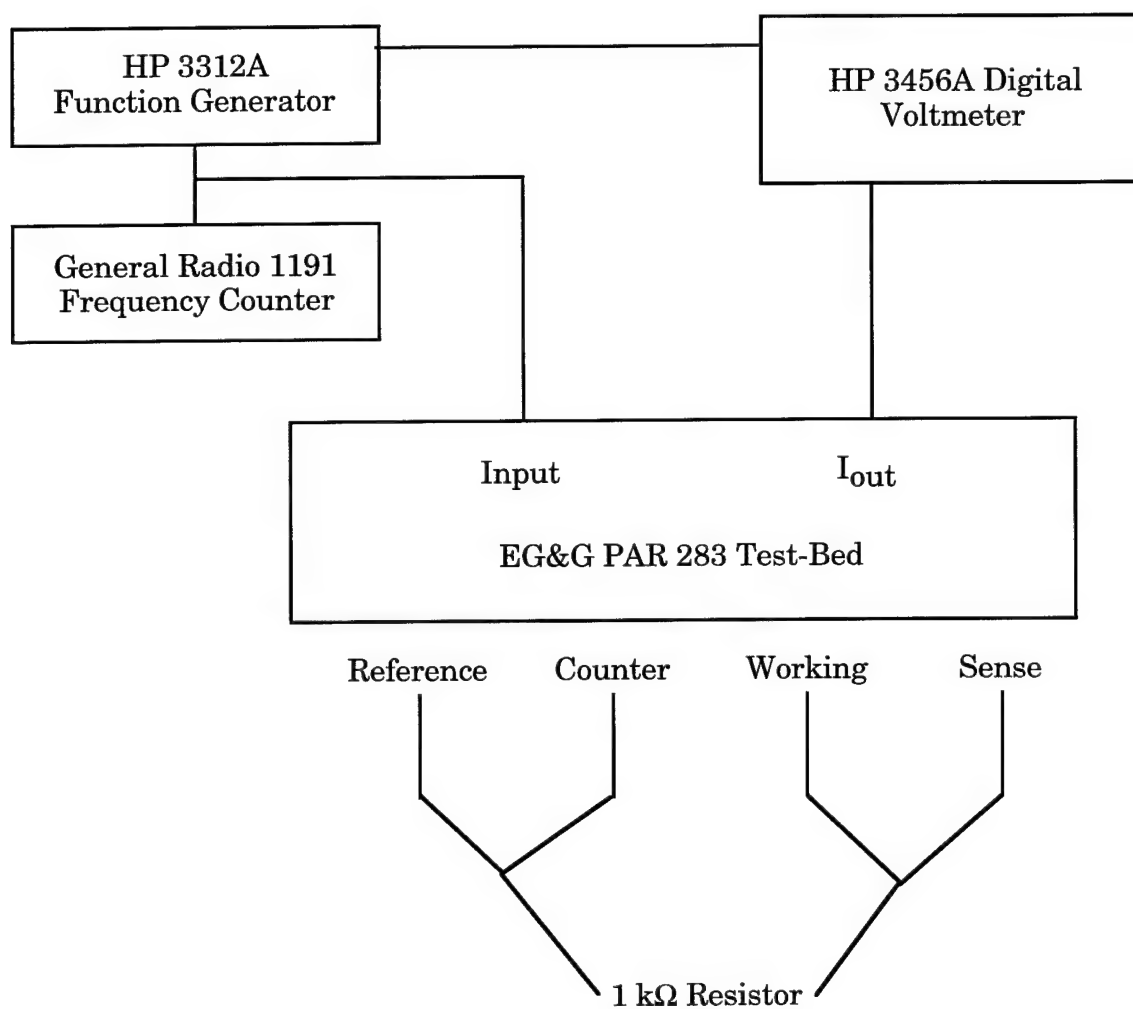 HP 3312A
Function Generator
HP 3456A Digital
Voltmeter
General Radio 1191
Frequency Counter
Input
Iout
EG&G PAR 283 Test-Bed
Reference
Counter
Working
Sense
1 kΩ Resistor